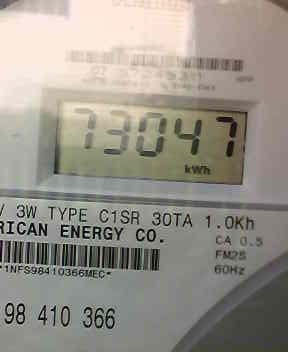 73047
kWh
3W TYPE C1SR 30TA 1.0Kh
RICAN ENERGY CO.
CA 0.5
FM2S
60Hz
*1NFS98410366MEC*
98 410 366